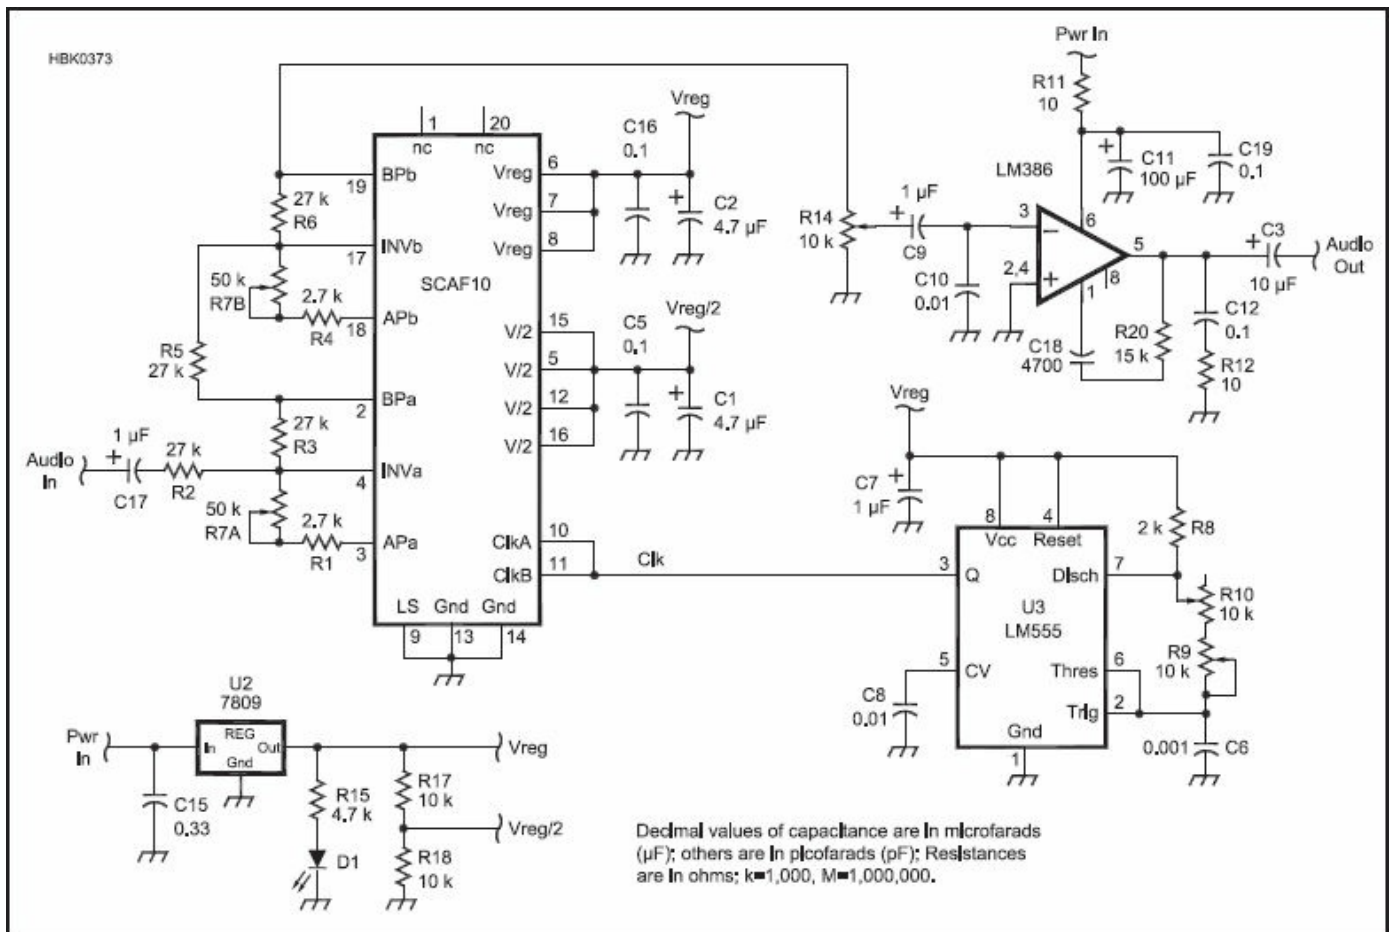 HBK0373
1
nc
20
nc
19
BPb
27 k
R6
17
INVb
50 k
R7B
2.7 k
R4
18
APb
R5
27 k
2
BPa
27 k
R3
Audio
In
1 µF
+
C17
27 k
R2
4
INVa
50 k
R7A
2.7 k
R1
3
APa
SCAF10
Vreg
6
Vreg
7
Vreg
8
V/2
15
V/2
5
V/2
12
V/2
16
ClkA
10
ClkB
11
LS
Gnd
Gnd
9
13
14
C16
0.1
Vreg
+
C2
4.7 µF
C5
0.1
Vreg/2
+
C1
4.7 µF
Clk
R14
10 k
1 µF
+
C9
C10
0.01
Pwr In
R11
10
+
C11
100 µF
C19
0.1
LM386
3
−
2,4
+
6
5
1
8
C18
4700
R20
15 k
C12
0.1
R12
10
+
C3
10 µF
Audio
Out
Vreg
C7
1 µF
+
8
Vcc
4
Reset
3
Q
Disch
7
U3
LM555
5
CV
Thres
6
Trig
2
Gnd
1
C8
0.01
2 k
R8
R10
10 k
R9
10 k
0.001
C6
Pwr
In
C15
0.33
U2
7809
REG
In
Out
Gnd
R15
4.7 k
D1
R17
10 k
R18
10 k
Vreg
Vreg/2
Decimal values of capacitance are in microfarads
(µF); others are in picofarads (pF); Resistances
are in ohms; k=1,000, M=1,000,000.